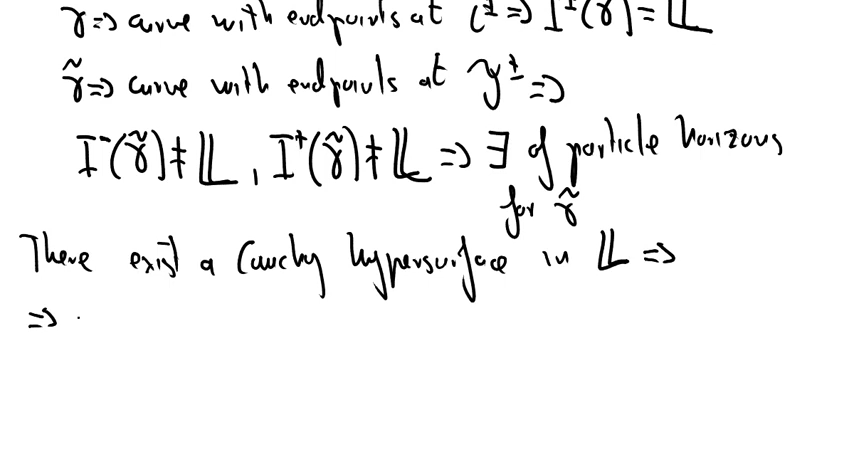 γ ⇒ curve with endpoints at i^± ⇒ I^±(γ) = 𝕃
γ̃ ⇒ curve with endpoints at 𝒥^± ⇒
I^-(γ̃) ≠ 𝕃, I^+(γ̃) ≠ 𝕃 ⇒ ∃ of particle horizons
for γ̃
There exist a Cauchy hypersurface in 𝕃 ⇒
⇒ .